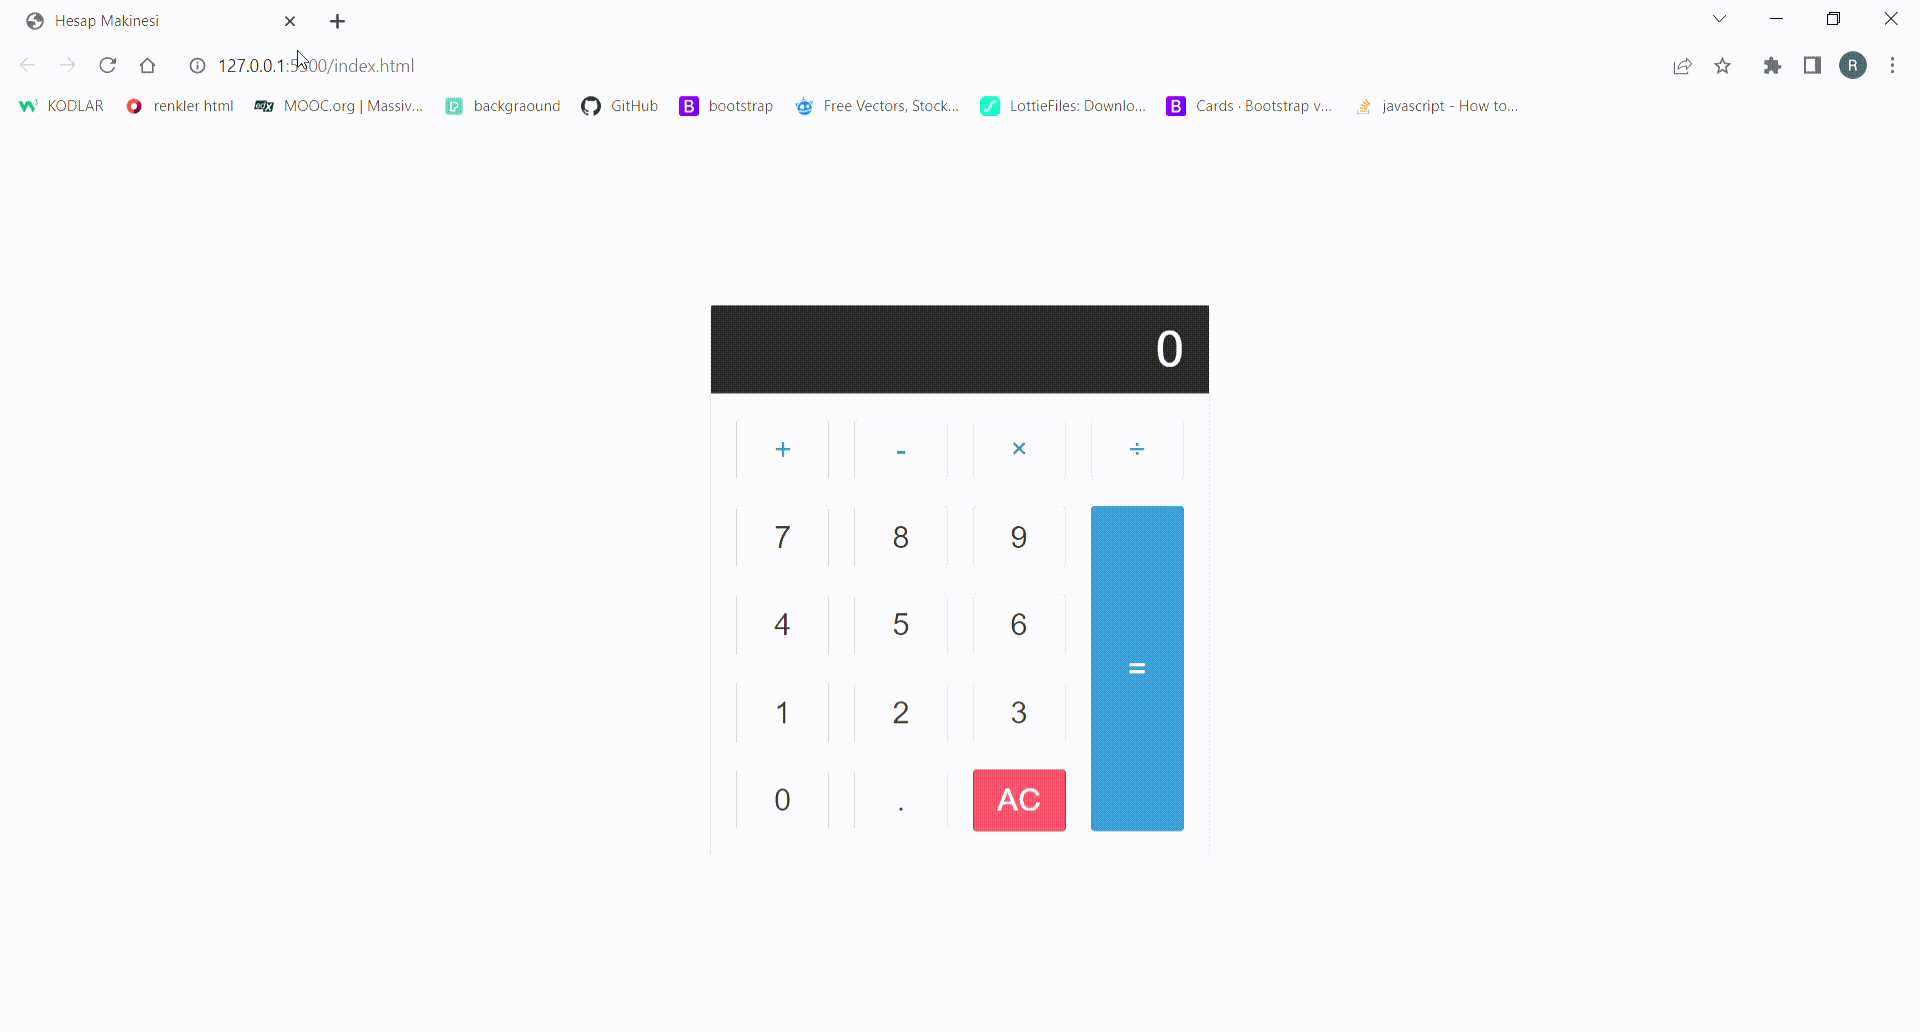 Hesap Makinesi
127.0.0.1:5500/index.html
KODLAR renkler html MOOC.org | Massiv... backgraound GitHub B bootstrap Free Vectors, Stock... LottieFiles: Downlo... B Cards · Bootstrap v... javascript - How to...
R
0
+ - × ÷
7 8 9
4 5 6
=
1 2 3
0 . AC